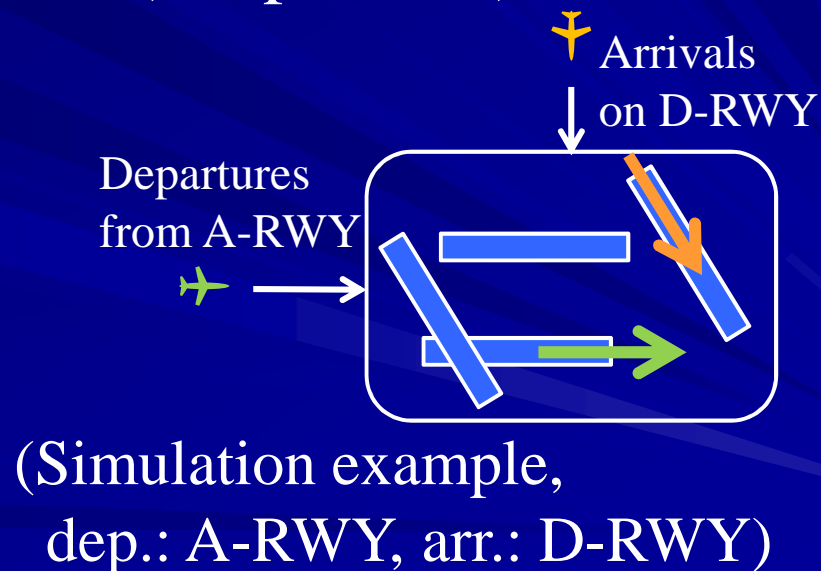 Arrivals
on D-RWY
Departures
from A-RWY
(Simulation example,
dep.: A-RWY, arr.: D-RWY)